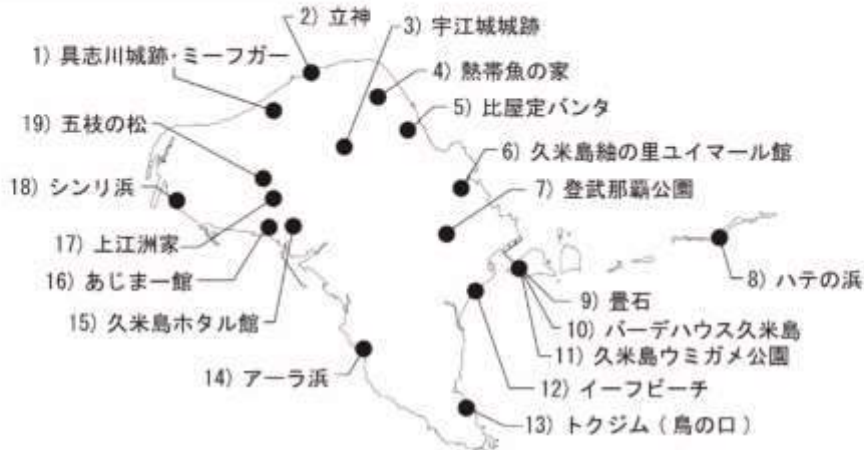 1) 具志川城跡・ミーフガー
2) 立神
3) 宇江城城跡
4) 熱帯魚の家
5) 比屋定バンタ
6) 久米島紬の里ユイマール館
7) 登武那覇公園
8) ハテの浜
9) 畳石
10) バーデハウス久米島
11) 久米島ウミガメ公園
12) イーフビーチ
13) トクジム ( 鳥の口 )
14) アーラ浜
15) 久米島ホタル館
16) あじまー館
17) 上江洲家
18) シンリ浜
19) 五枝の松